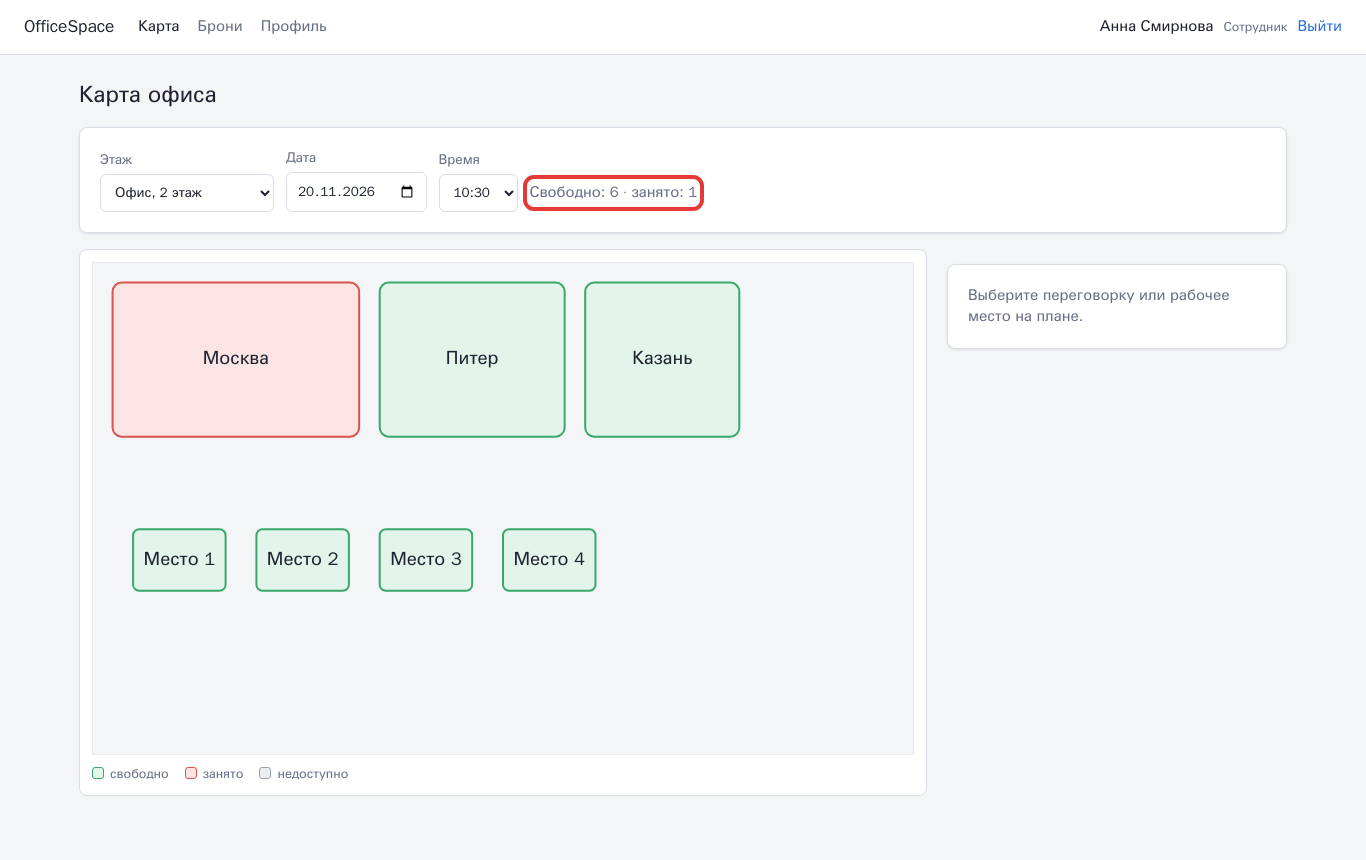 OfficeSpace Карта Брони Профиль Анна Смирнова Сотрудник Выйти
Карта офиса
Этаж Дата Время
Офис, 2 этаж 20.11.2026 10:30 Свободно: 6 · занято: 1
Выберите переговорку или рабочее
место на плане.
Москва Питер Казань
Место 1 Место 2 Место 3 Место 4
свободно занято недоступно